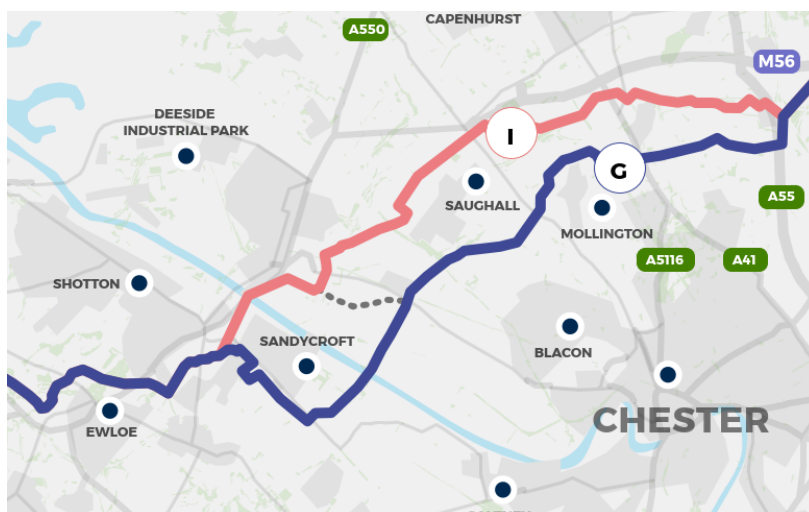 CAPENHURST
A550
M56
DEESIDE
INDUSTRIAL PARK
I
G
SAUGHALL
A55
MOLLINGTON
A5116
A41
SHOTTON
SANDYCROFT
BLACON
CHESTER
EWLOE